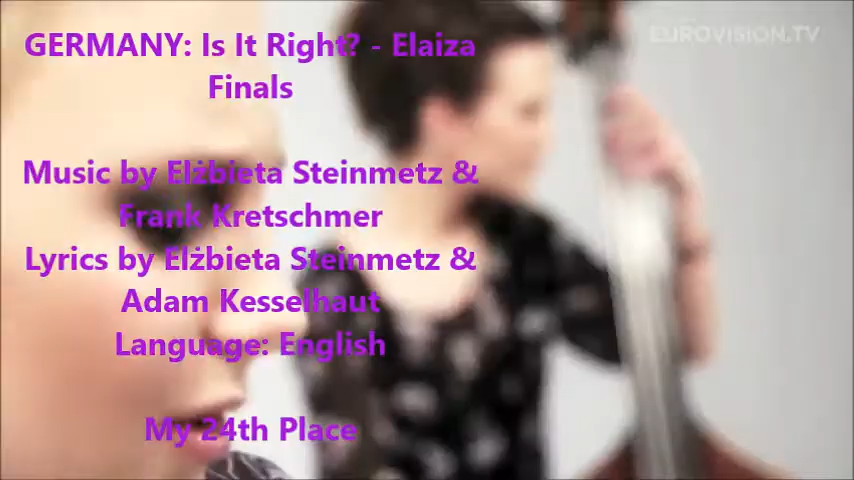 GERMANY: Is It Right? - Elaiza
Finals
EUROVISION.TV
Music by Elżbieta Steinmetz &
Frank Kretschmer
Lyrics by Elżbieta Steinmetz &
Adam Kesselhaut
Language: English
My 24th Place